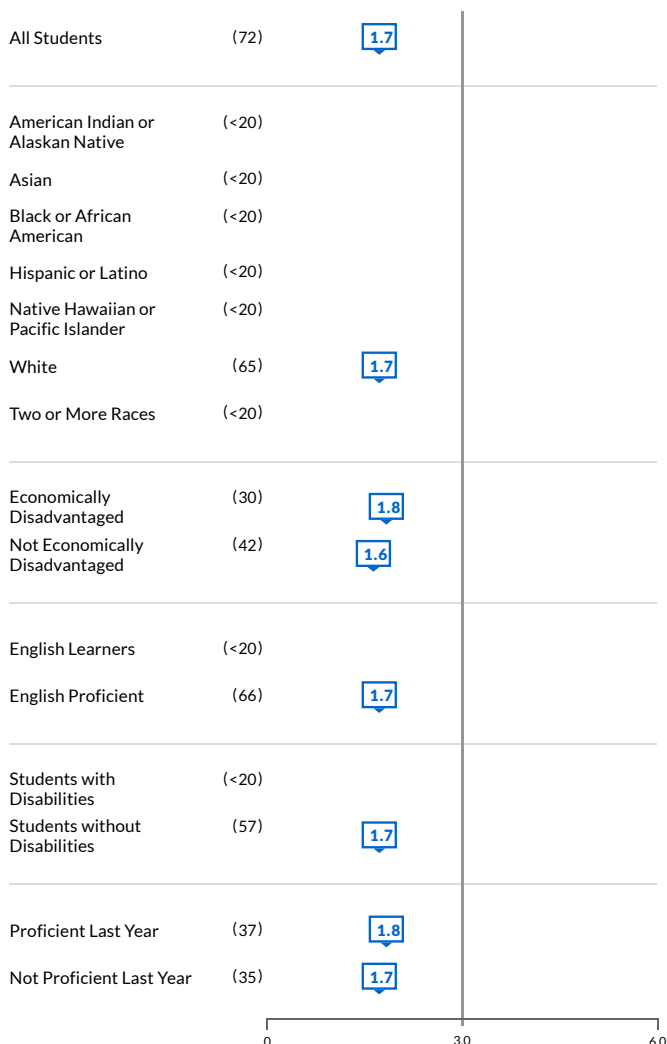 All Students (72) 1.7
American Indian or (<20)
Alaskan Native
Asian (<20)
Black or African (<20)
American
Hispanic or Latino (<20)
Native Hawaiian or (<20)
Pacific Islander
White (65) 1.7
Two or More Races (<20)
Economically (30) 1.8
Disadvantaged
Not Economically (42) 1.6
Disadvantaged
English Learners (<20)
English Proficient (66) 1.7
Students with (<20)
Disabilities
Students without (57) 1.7
Disabilities
Proficient Last Year (37) 1.8
Not Proficient Last Year (35) 1.7
0 3.0 6.0